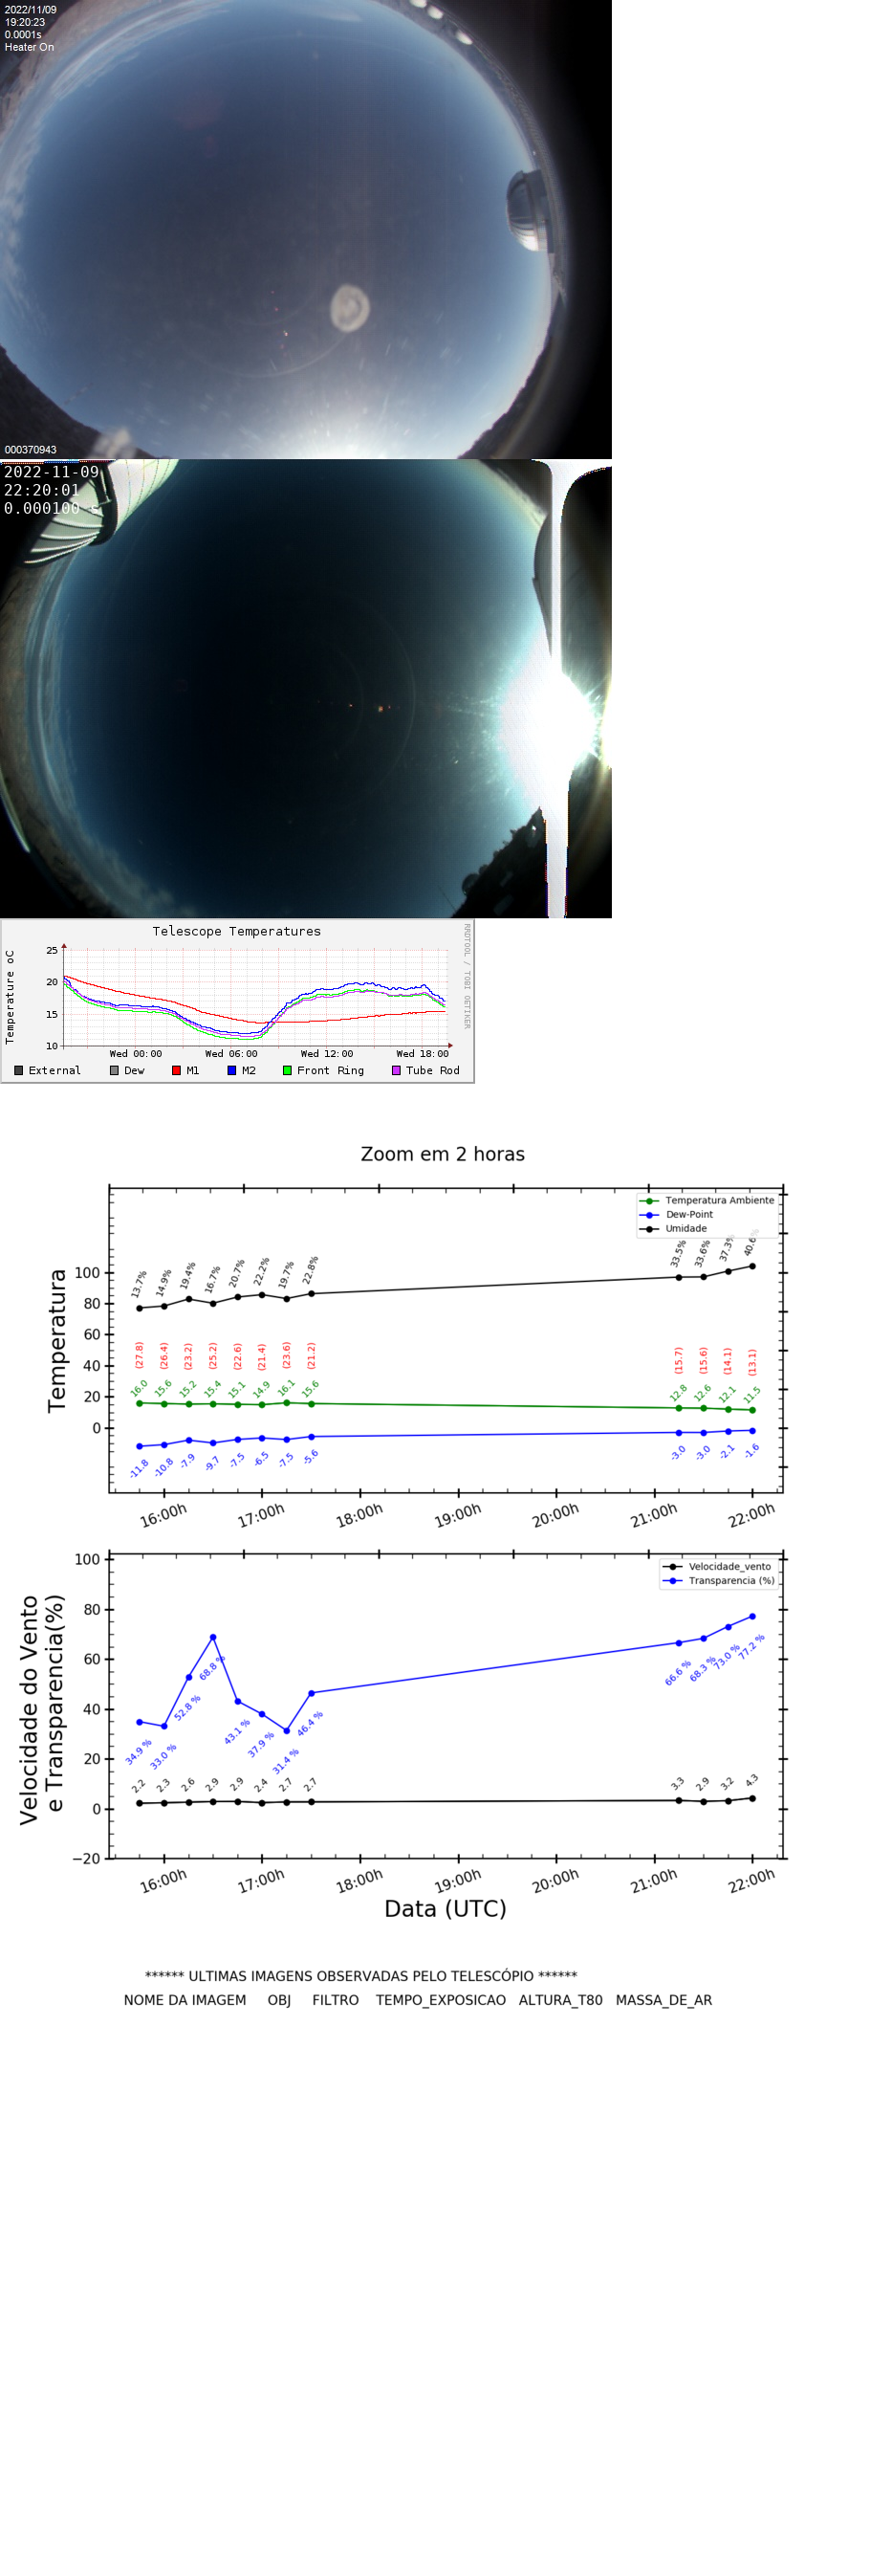 2022/11/09
19:20:23
0.0001s
Heater On
000370943
2022-11-09
22:20:01
0.000100 s
Telescope Temperatures
RRDTOOL / TOBI OETIKER
Temperature oC
25
20
15
10
Wed 00:00 Wed 06:00 Wed 12:00 Wed 18:00
External Dew M1 M2 Front Ring Tube Rod
Zoom em 2 horas
Temperatura Ambiente
Dew-Point
Umidade
Temperatura
100
80
60
40
20
0
13.7% 14.9% 19.4% 16.7% 20.7% 22.2% 19.7% 22.8% 33.5% 33.6% 37.3% 40.6
(27.8) (26.4) (23.2) (25.2) (22.6) (21.4) (23.6) (21.2) (15.7) (15.6) (14.1) (13.1)
16.0 15.6 15.2 15.4 15.1 14.9 16.1 15.6 12.8 12.6 12.1 11.5
-11.8 -10.8 -7.9 -9.7 -7.5 -6.5 -7.5 -5.6 -3.0 -3.0 -2.1 -1.6
16:00h 17:00h 18:00h 19:00h 20:00h 21:00h 22:00h
Velocidade_vento
Transparencia (%)
Velocidade do Vento
e Transparencia(%)
100
80
60
40
20
0
−20
34.9 % 33.0 % 52.8 % 68.8 % 43.1 % 37.9 % 31.4 % 46.4 % 66.6 % 68.3 % 73.0 % 77.2 %
2.2 2.3 2.6 2.9 2.9 2.4 2.7 2.7 3.3 2.9 3.2 4.3
16:00h 17:00h 18:00h 19:00h 20:00h 21:00h 22:00h
Data (UTC)
****** ULTIMAS IMAGENS OBSERVADAS PELO TELESCÓPIO ******
NOME DA IMAGEM OBJ FILTRO TEMPO_EXPOSICAO ALTURA_T80 MASSA_DE_AR